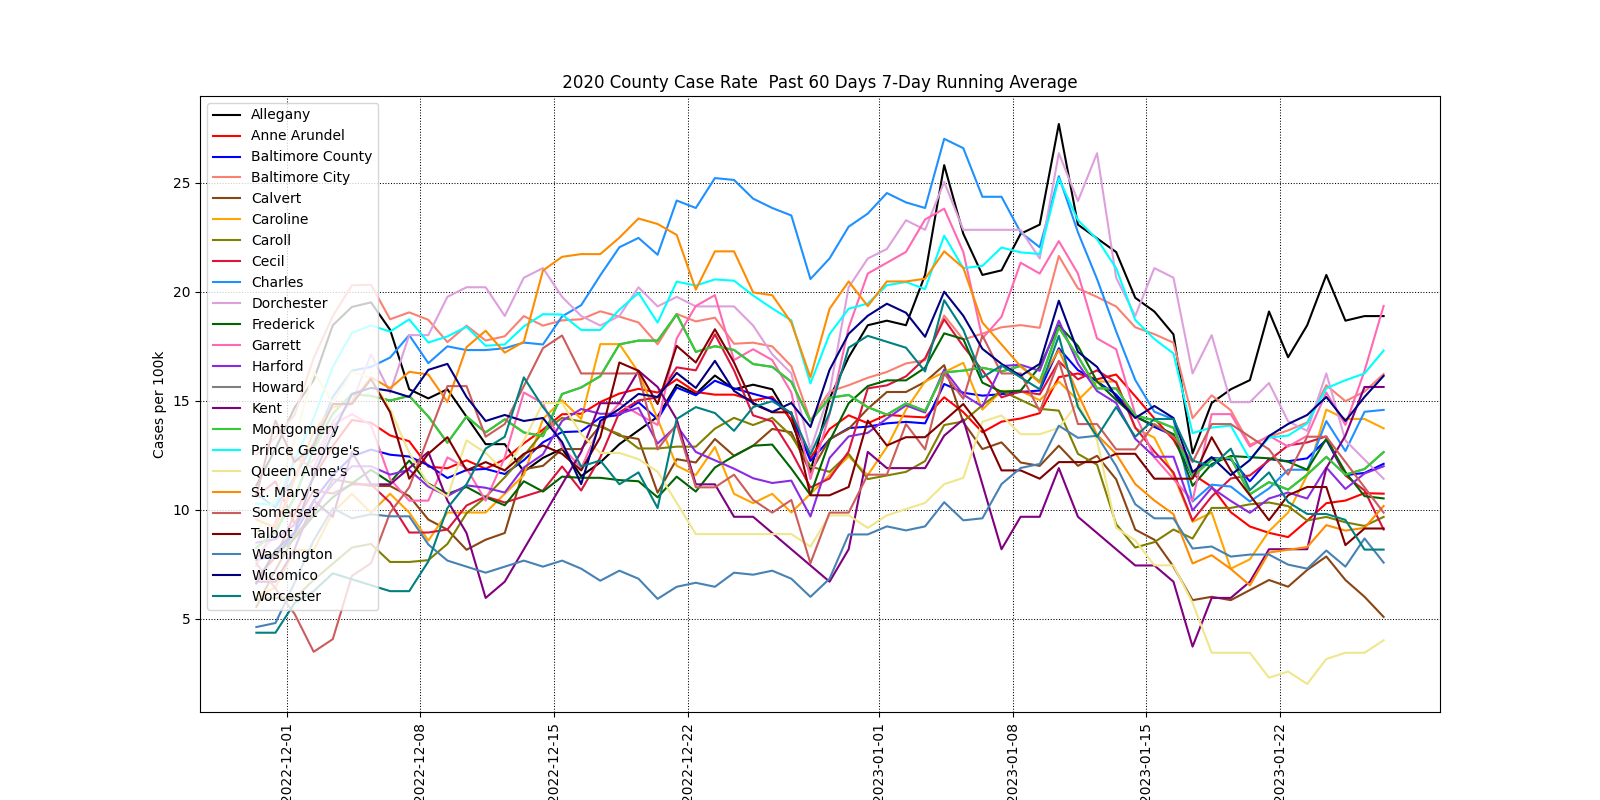 2020 County Case Rate  Past 60 Days 7-Day Running Average
Cases per 100k
25
20
15
10
5
Allegany
Anne Arundel
Baltimore County
Baltimore City
Calvert
Caroline
Caroll
Cecil
Charles
Dorchester
Frederick
Garrett
Harford
Howard
Kent
Montgomery
Prince George's
Queen Anne's
St. Mary's
Somerset
Talbot
Washington
Wicomico
Worcester
2022-12-01
2022-12-08
2022-12-15
2022-12-22
2023-01-01
2023-01-08
2023-01-15
2023-01-22